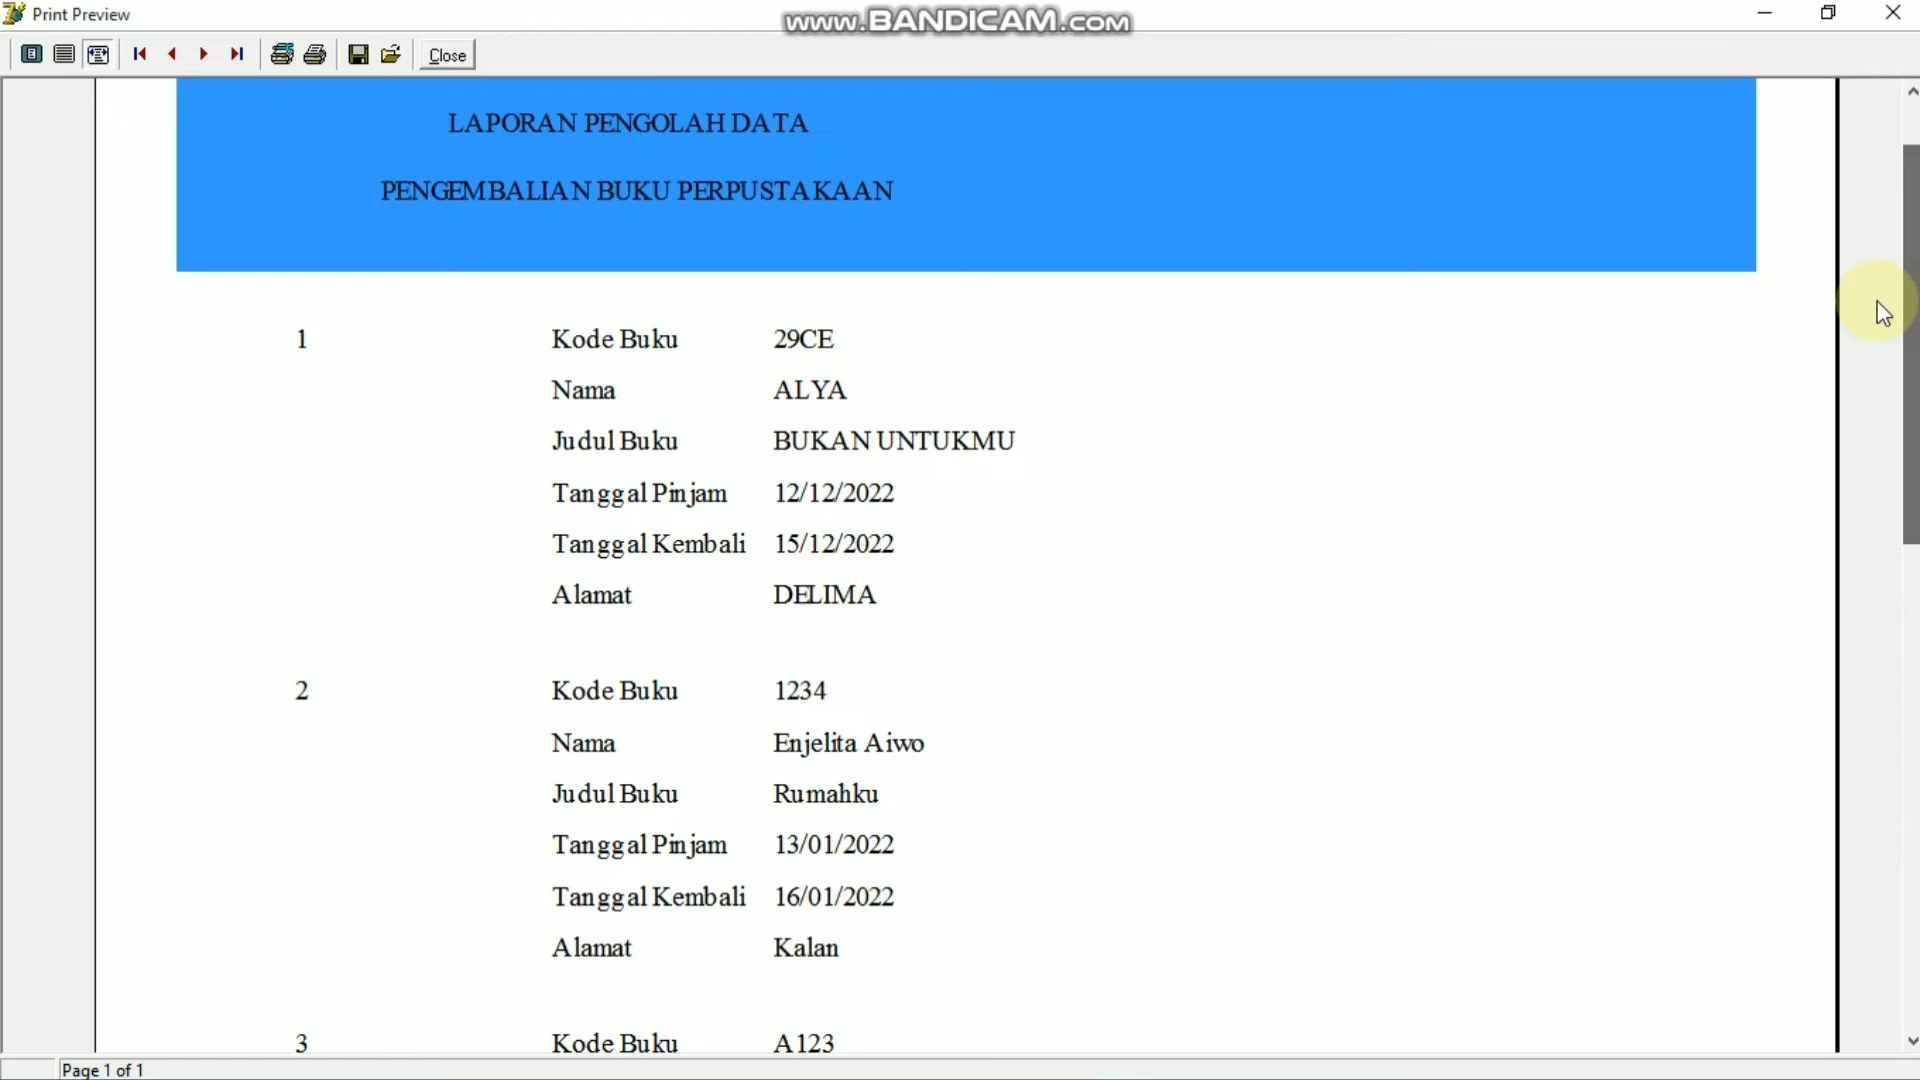 Print Preview
www.BANDICAM.com
Close
LAPORAN PENGOLAH DATA
PENGEMBALIAN BUKU PERPUSTAKAAN
1 Kode Buku 29CE
Nama ALYA
Judul Buku BUKAN UNTUKMU
Tanggal Pinjam 12/12/2022
Tanggal Kembali 15/12/2022
Alamat DELIMA
2 Kode Buku 1234
Nama Enjelita Aiwo
Judul Buku Rumahku
Tanggal Pinjam 13/01/2022
Tanggal Kembali 16/01/2022
Alamat Kalan
3 Kode Buku A123
Page 1 of 1